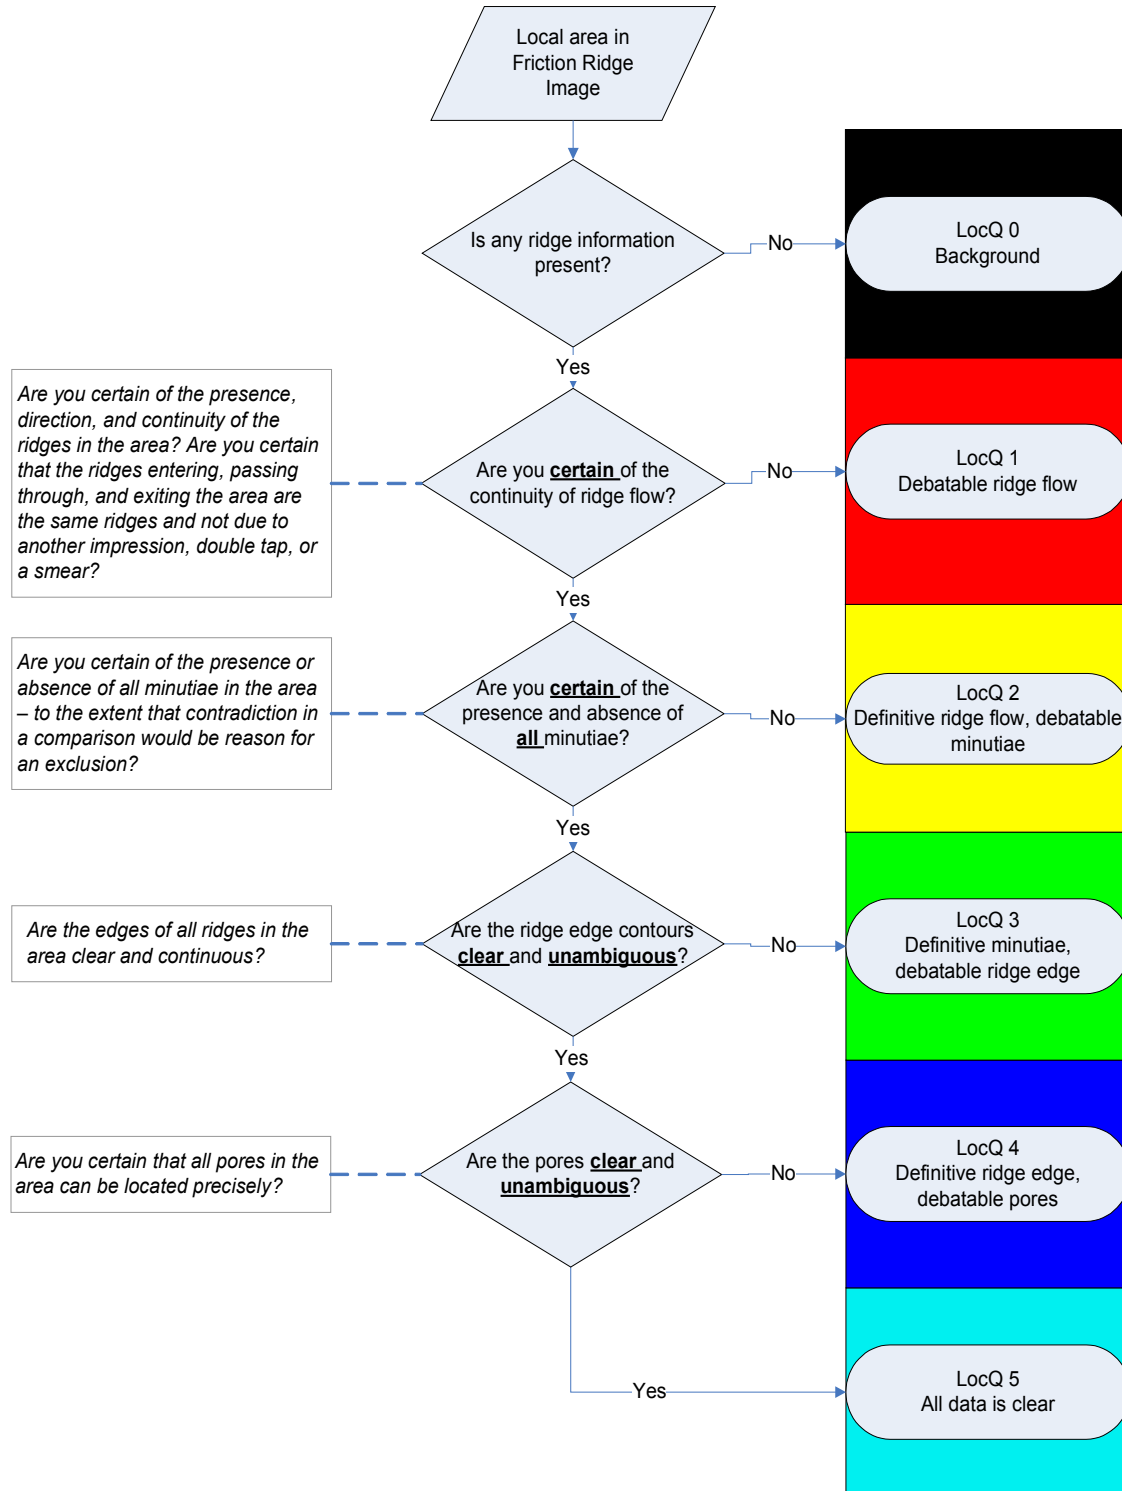 Local area in
Friction Ridge
Image
Is any ridge information
present?
No
LocQ 0
Background
Yes
Are you certain of the presence,
direction, and continuity of the
ridges in the area? Are you certain
that the ridges entering, passing
through, and exiting the area are
the same ridges and not due to
another impression, double tap, or
a smear?
Are you certain of the
continuity of ridge flow?
No
LocQ 1
Debatable ridge flow
Yes
Are you certain of the presence or
absence of all minutiae in the area
– to the extent that contradiction in
a comparison would be reason for
an exclusion?
Are you certain of the
presence and absence of
all minutiae?
No
LocQ 2
Definitive ridge flow, debatable
minutiae
Yes
Are the edges of all ridges in the
area clear and continuous?
Are the ridge edge contours
clear and unambiguous?
No
LocQ 3
Definitive minutiae,
debatable ridge edge
Yes
Are you certain that all pores in the
area can be located precisely?
Are the pores clear and
unambiguous?
No
LocQ 4
Definitive ridge edge,
debatable pores
Yes
LocQ 5
All data is clear